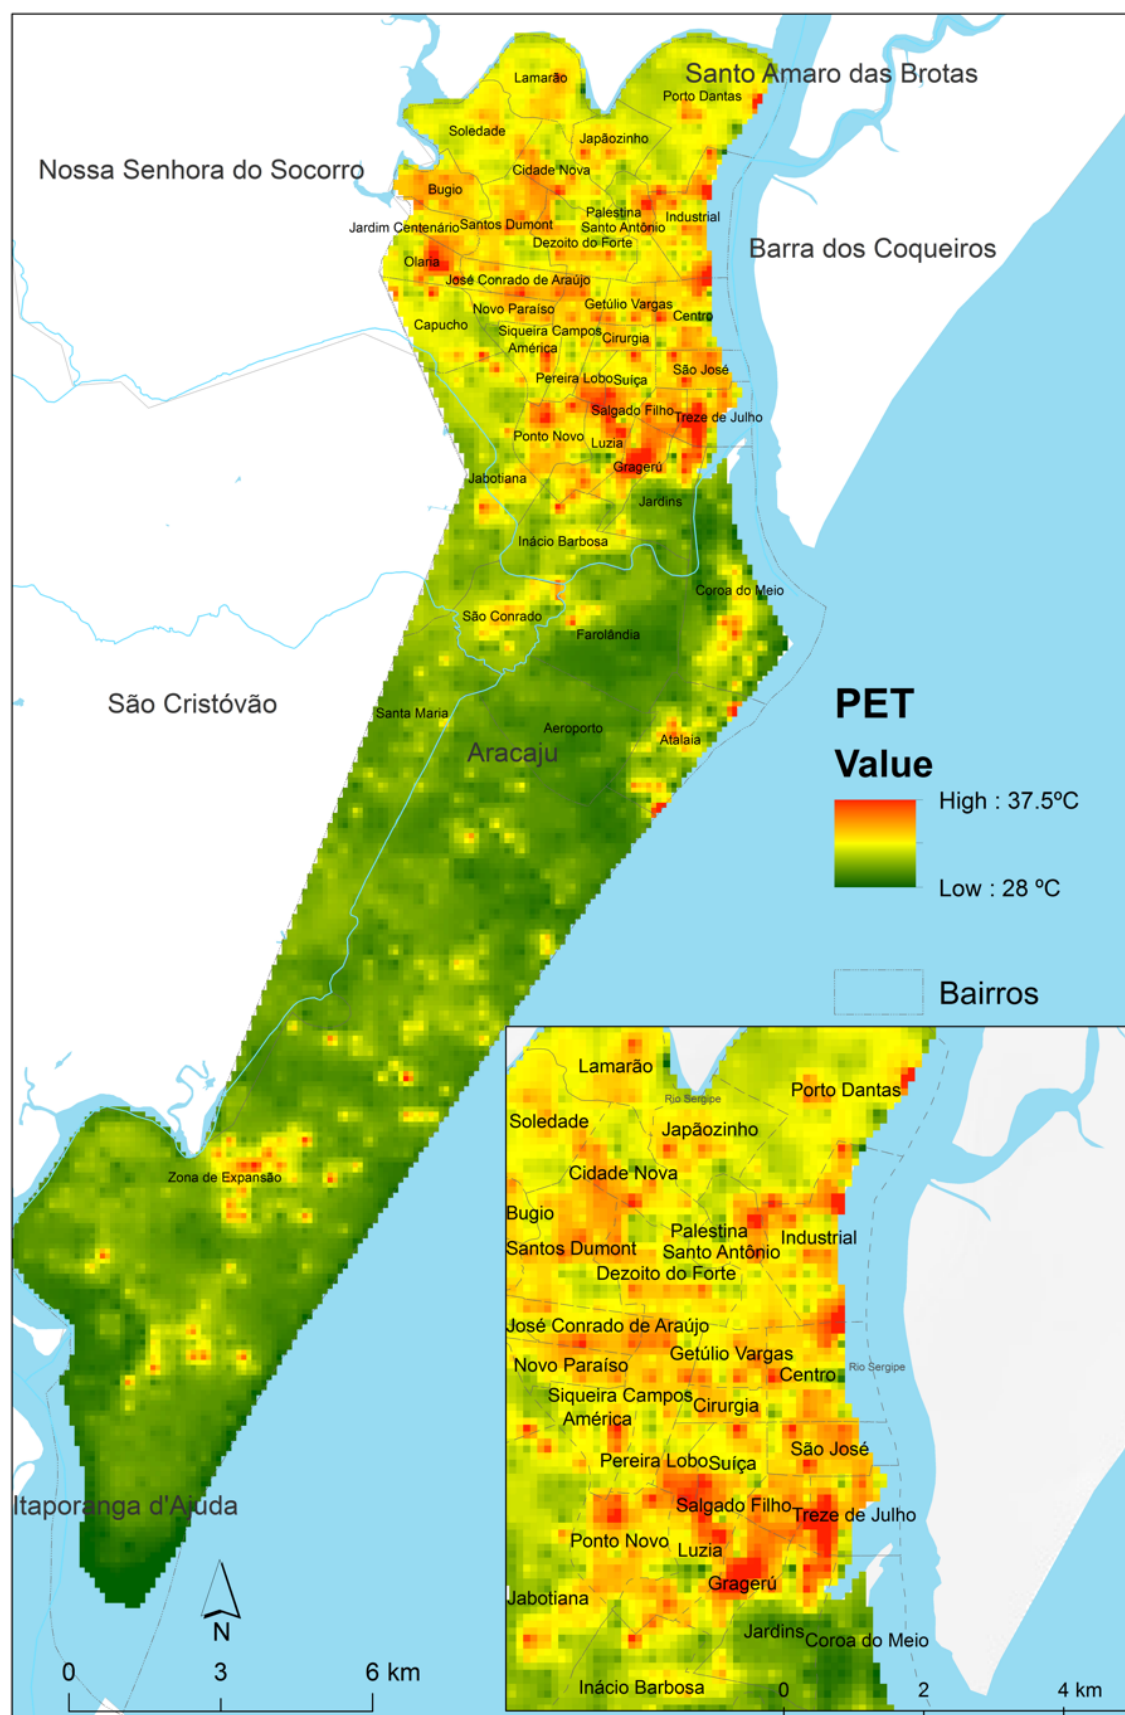 Santo Amaro das Brotas
Lamarão
Porto Dantas
Soledade
Japãozinho
Nossa Senhora do Socorro
Cidade Nova
Bugio
Palestina
Industrial
Jardim Centenário
Santos Dumont
Santo Antônio
Dezoito do Forte
Barra dos Coqueiros
Olaria
José Conrado de Araújo
Novo Paraíso
Getúlio Vargas
Centro
Capucho
Siqueira Campos
Cirurgia
América
São José
Pereira Lobo
Suíça
Salgado Filho
Treze de Julho
Ponto Novo
Luzia
Gragerú
Jabotiana
Jardins
Inácio Barbosa
Coroa do Meio
São Conrado
Farolândia
São Cristóvão
Santa Maria
Aeroporto
Atalaia
Aracaju
PET
Value
High : 37.5ºC
Low : 28 ºC
Bairros
Zona de Expansão
Itaporanga d'Ajuda
N
0 3 6 km
Lamarão
Porto Dantas
Rio Sergipe
Soledade
Japãozinho
Cidade Nova
Bugio
Palestina
Industrial
Santos Dumont
Santo Antônio
Dezoito do Forte
José Conrado de Araújo
Getúlio Vargas
Novo Paraíso
Centro
Rio Sergipe
Siqueira Campos
Cirurgia
América
São José
Pereira Lobo
Suíça
Salgado Filho
Treze de Julho
Ponto Novo
Luzia
Gragerú
Jabotiana
Jardins
Coroa do Meio
Inácio Barbosa
0 2 4 km